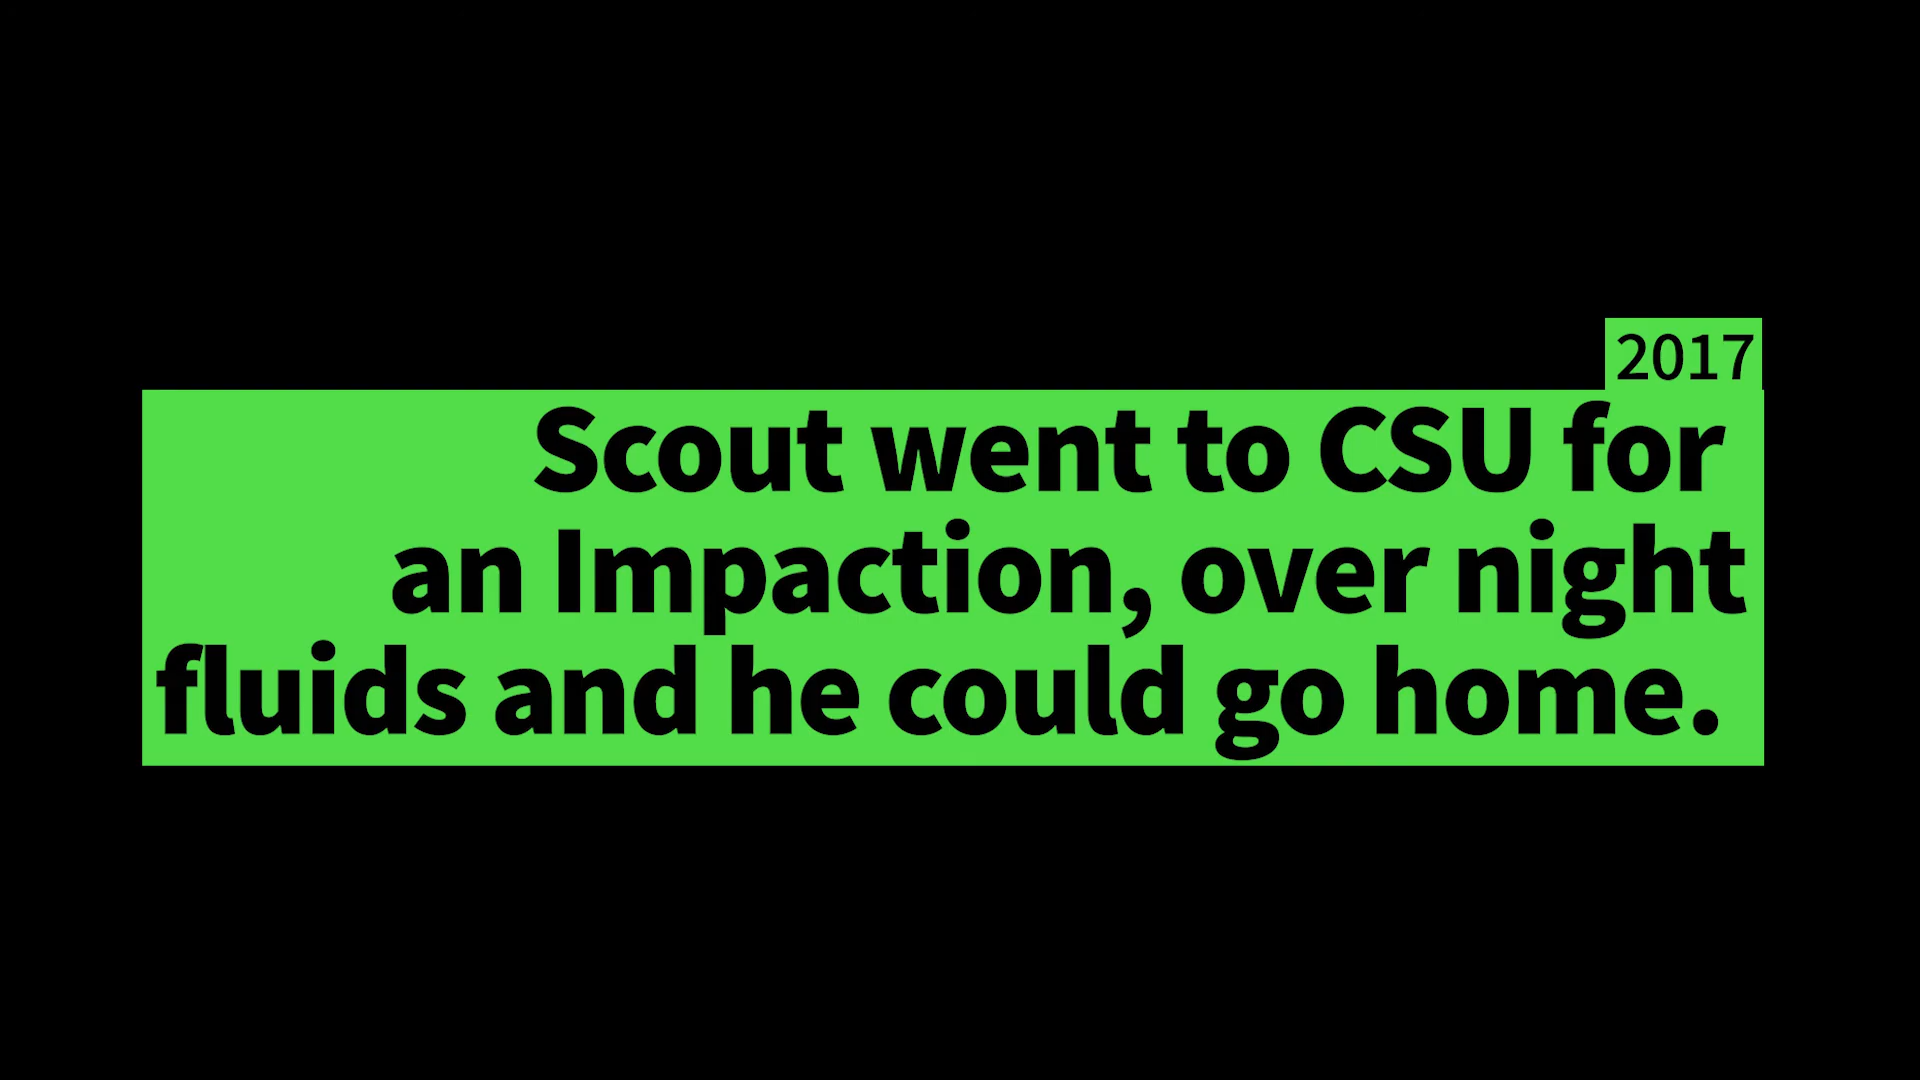 2017
Scout went to CSU for
an Impaction, over night
fluids and he could go home.